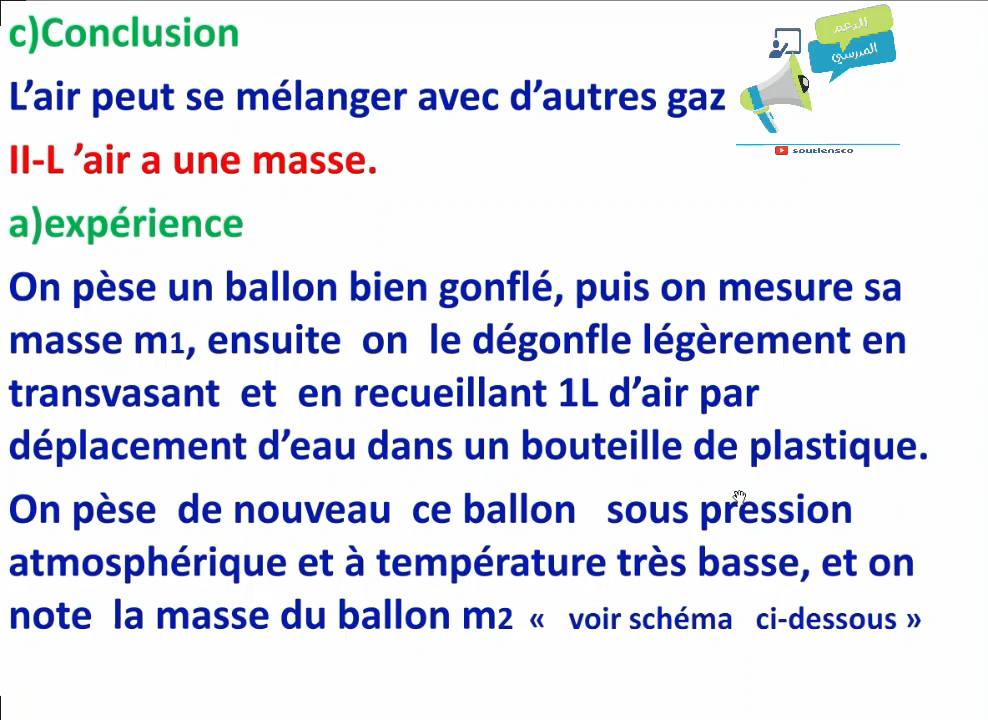 c)Conclusion
الدعم
المدرسي
L’air peut se mélanger avec d’autres gaz
soutiensco
II-L ’air a une masse.
a)expérience
On pèse un ballon bien gonflé, puis on mesure sa
masse m1, ensuite on le dégonfle légèrement en
transvasant et en recueillant 1L d’air par
déplacement d’eau dans un bouteille de plastique.
On pèse de nouveau ce ballon sous pression
atmosphérique et à température très basse, et on
note la masse du ballon m2 « voir schéma ci-dessous »